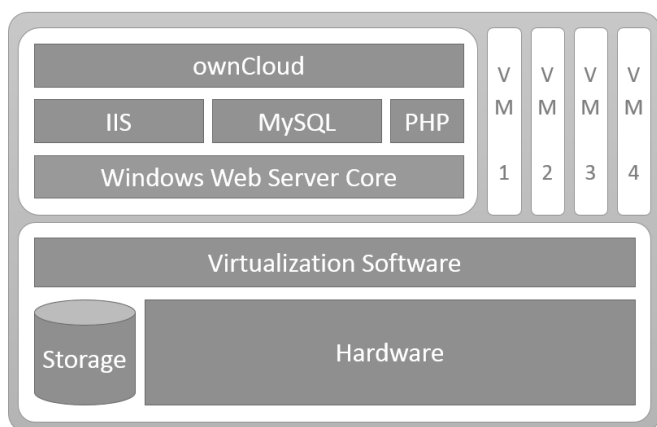 ownCloud
IIS MySQL PHP
Windows Web Server Core
V M 1
V M 2
V M 3
V M 4
Virtualization Software
Storage
Hardware